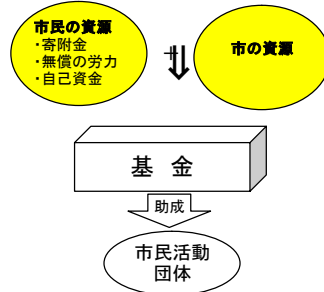 市民の資源
・寄附金
・無償の労力
・自己資金
市の資源
基 金
助成
市民活動
団体